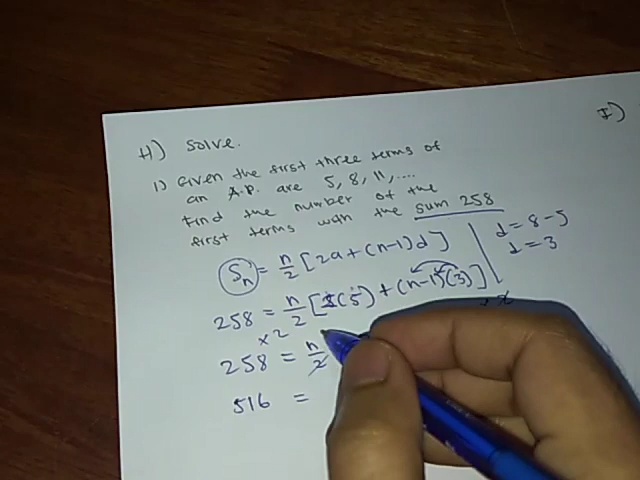 H) Solve.
I)
1) Given the first three terms of
an A.P. are 5, 8, 11, ....
Find the number of the
first terms with the sum 258
Sn = n/2 [2a + (n-1)d]
d = 8-5
d = 3
258 = n/2 [2(5) + (n-1)(3)]
×2
258 = n/2
516 =